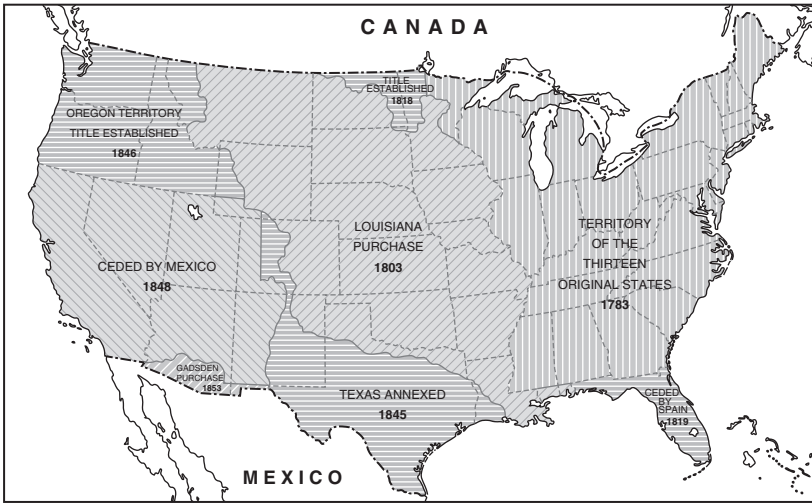 CANADA
TITLE
ESTABLISHED
1818
OREGON TERRITORY
TITLE ESTABLISHED
1846
LOUISIANA
PURCHASE
1803
TERRITORY
OF THE
THIRTEEN
ORIGINAL STATES
1783
CEDED BY MEXICO
1848
GADSDEN
PURCHASE
1853
TEXAS ANNEXED
1845
CEDED
BY
SPAIN
1819
MEXICO